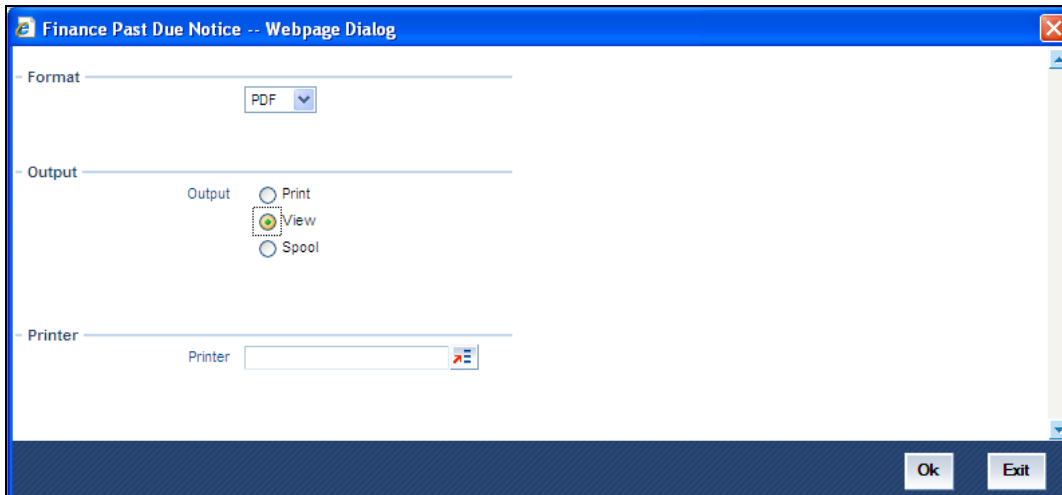 Finance Past Due Notice -- Webpage Dialog
Format
PDF
Output
Output Print
View
Spool
Printer
Printer
Ok Exit